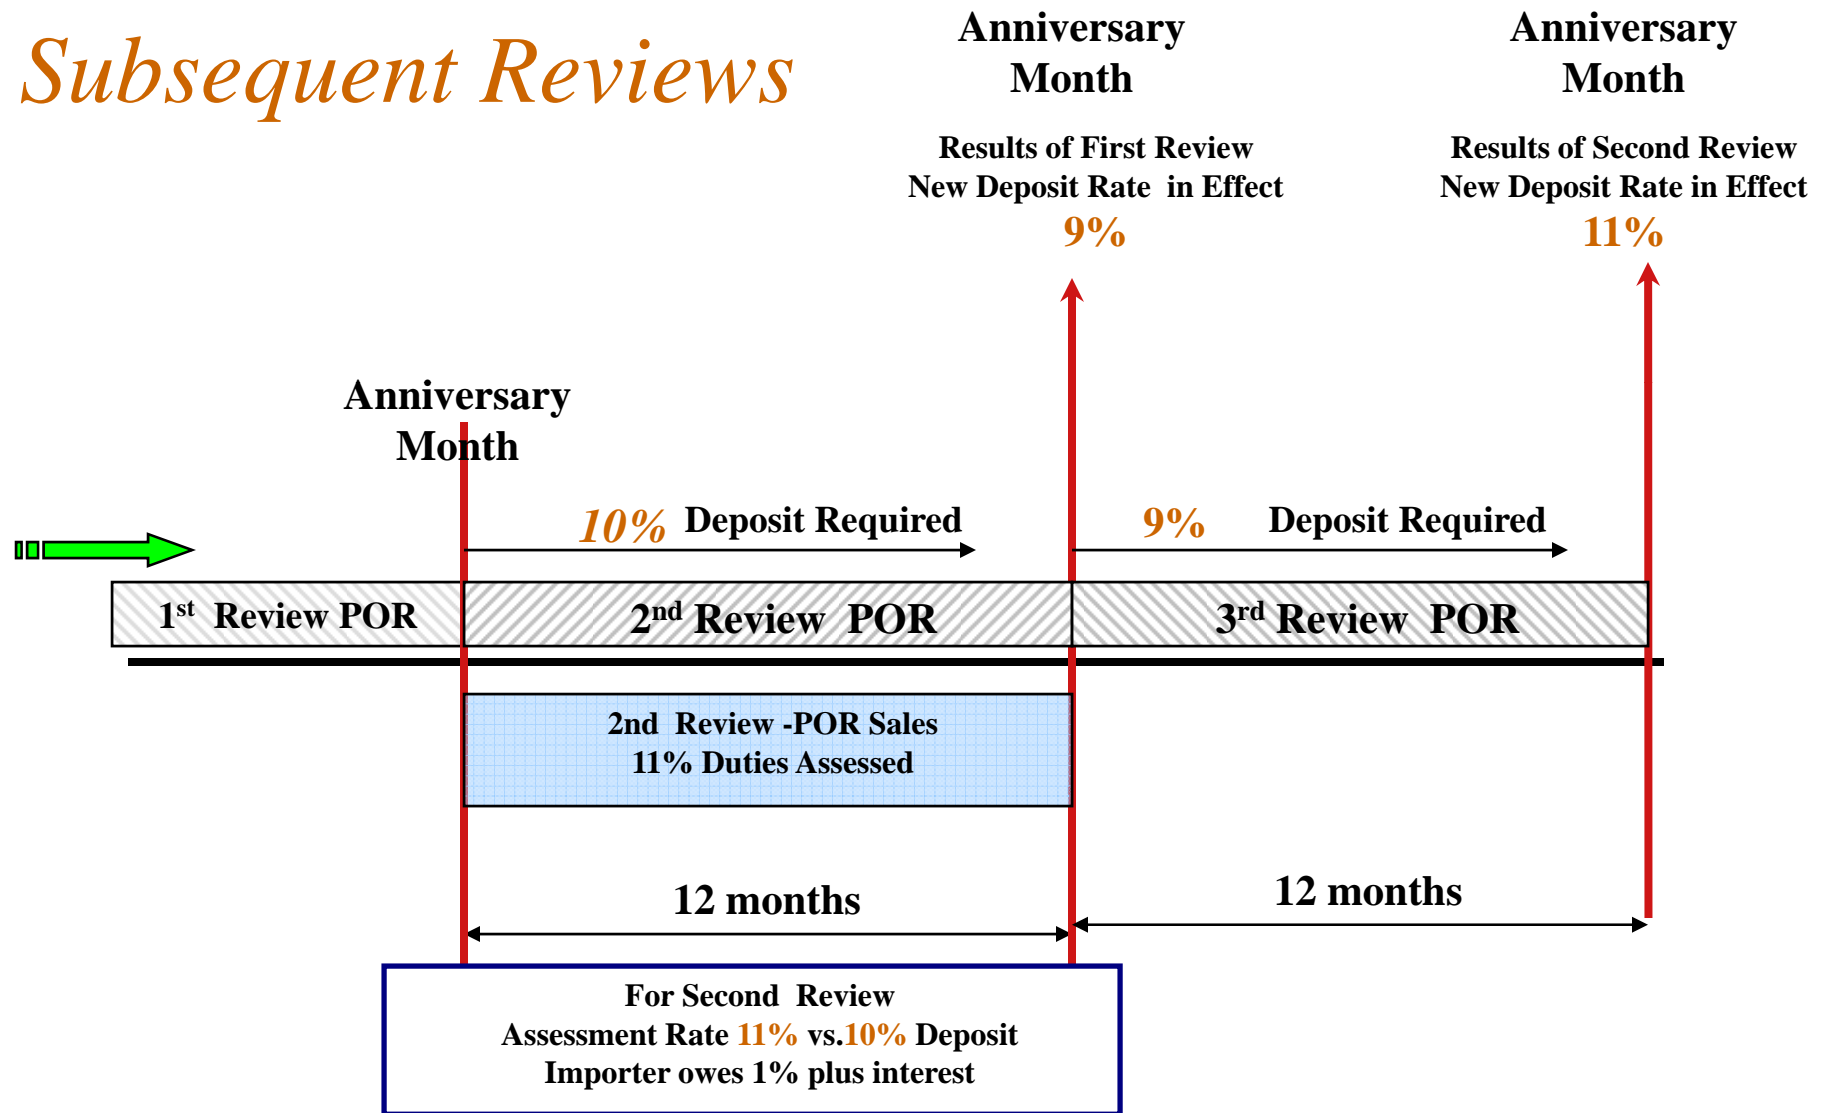 Subsequent Reviews
Anniversary
Month
Results of First Review
New Deposit Rate in Effect
9%
Anniversary
Month
Results of Second Review
New Deposit Rate in Effect
11%
Anniversary
Month
10% Deposit Required
9% Deposit Required
1st Review POR
2nd Review POR
3rd Review POR
2nd Review -POR Sales
11% Duties Assessed
12 months
12 months
For Second Review
Assessment Rate 11% vs.10% Deposit
Importer owes 1% plus interest